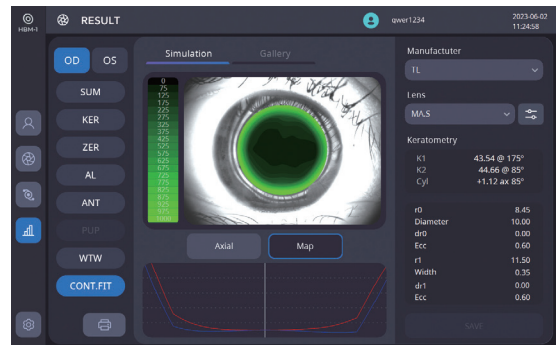 HBM-1
RESULT
qwer1234
2023-06-02
11:24:58
OD OS
SUM
KER
ZER
AL
ANT
PUP
WTW
CONT.FIT
Simulation Gallery
0
75
125
175
225
275
325
375
425
525
575
625
675
725
775
825
875
925
975
1000
Axial Map
Manufactuter
TL
Lens
MA.S
Keratometry
K1 43.54 @ 175°
K2 44.66 @ 85°
Cyl +1.12 ax 85°
r0 8.45
Diameter 10.00
dr0 0.00
Ecc 0.60
r1 11.50
Width 0.35
dr1 0.00
Ecc 0.60
SAVE